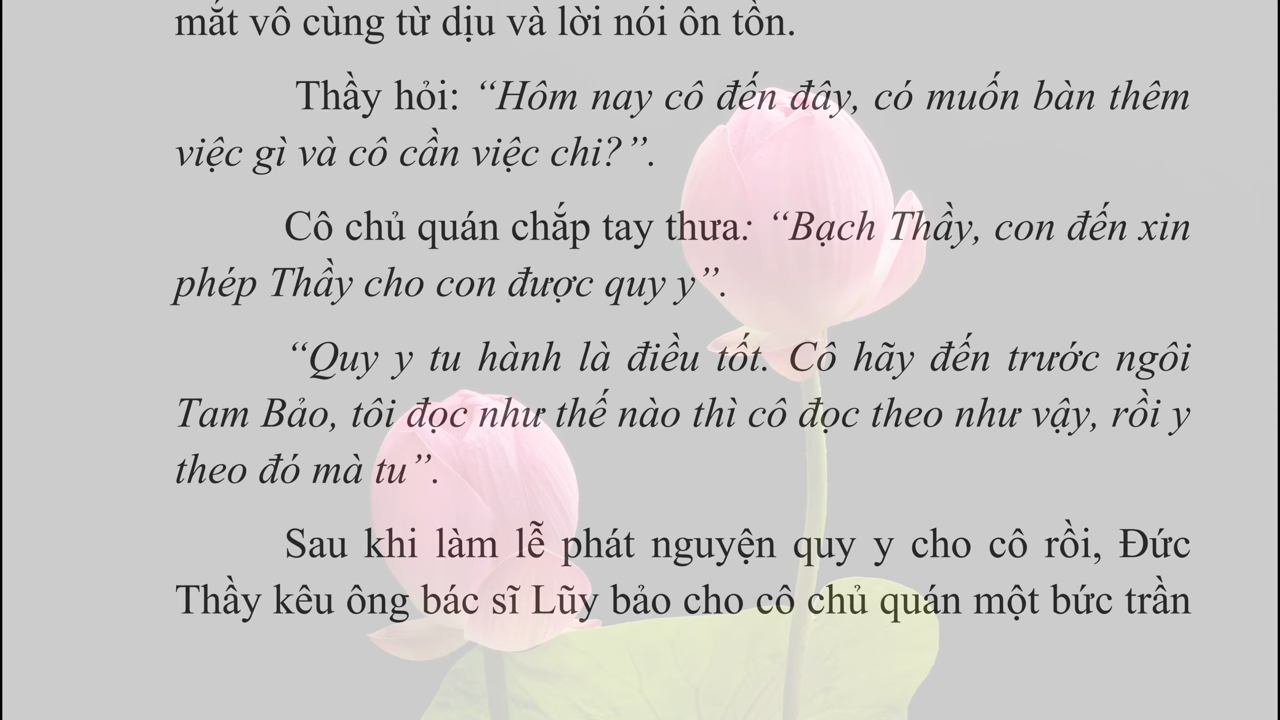 mắt vô cùng từ dịu và lời nói ôn tồn.
Thầy hỏi: “Hôm nay cô đến đây, có muốn bàn thêm
việc gì và cô cần việc chi?”.
Cô chủ quán chắp tay thưa: “Bạch Thầy, con đến xin
phép Thầy cho con được quy y”.
“Quy y tu hành là điều tốt. Cô hãy đến trước ngôi
Tam Bảo, tôi đọc như thế nào thì cô đọc theo như vậy, rồi y
theo đó mà tu”.
Sau khi làm lễ phát nguyện quy y cho cô rồi, Đức
Thầy kêu ông bác sĩ Lũy bảo cho cô chủ quán một bức trần